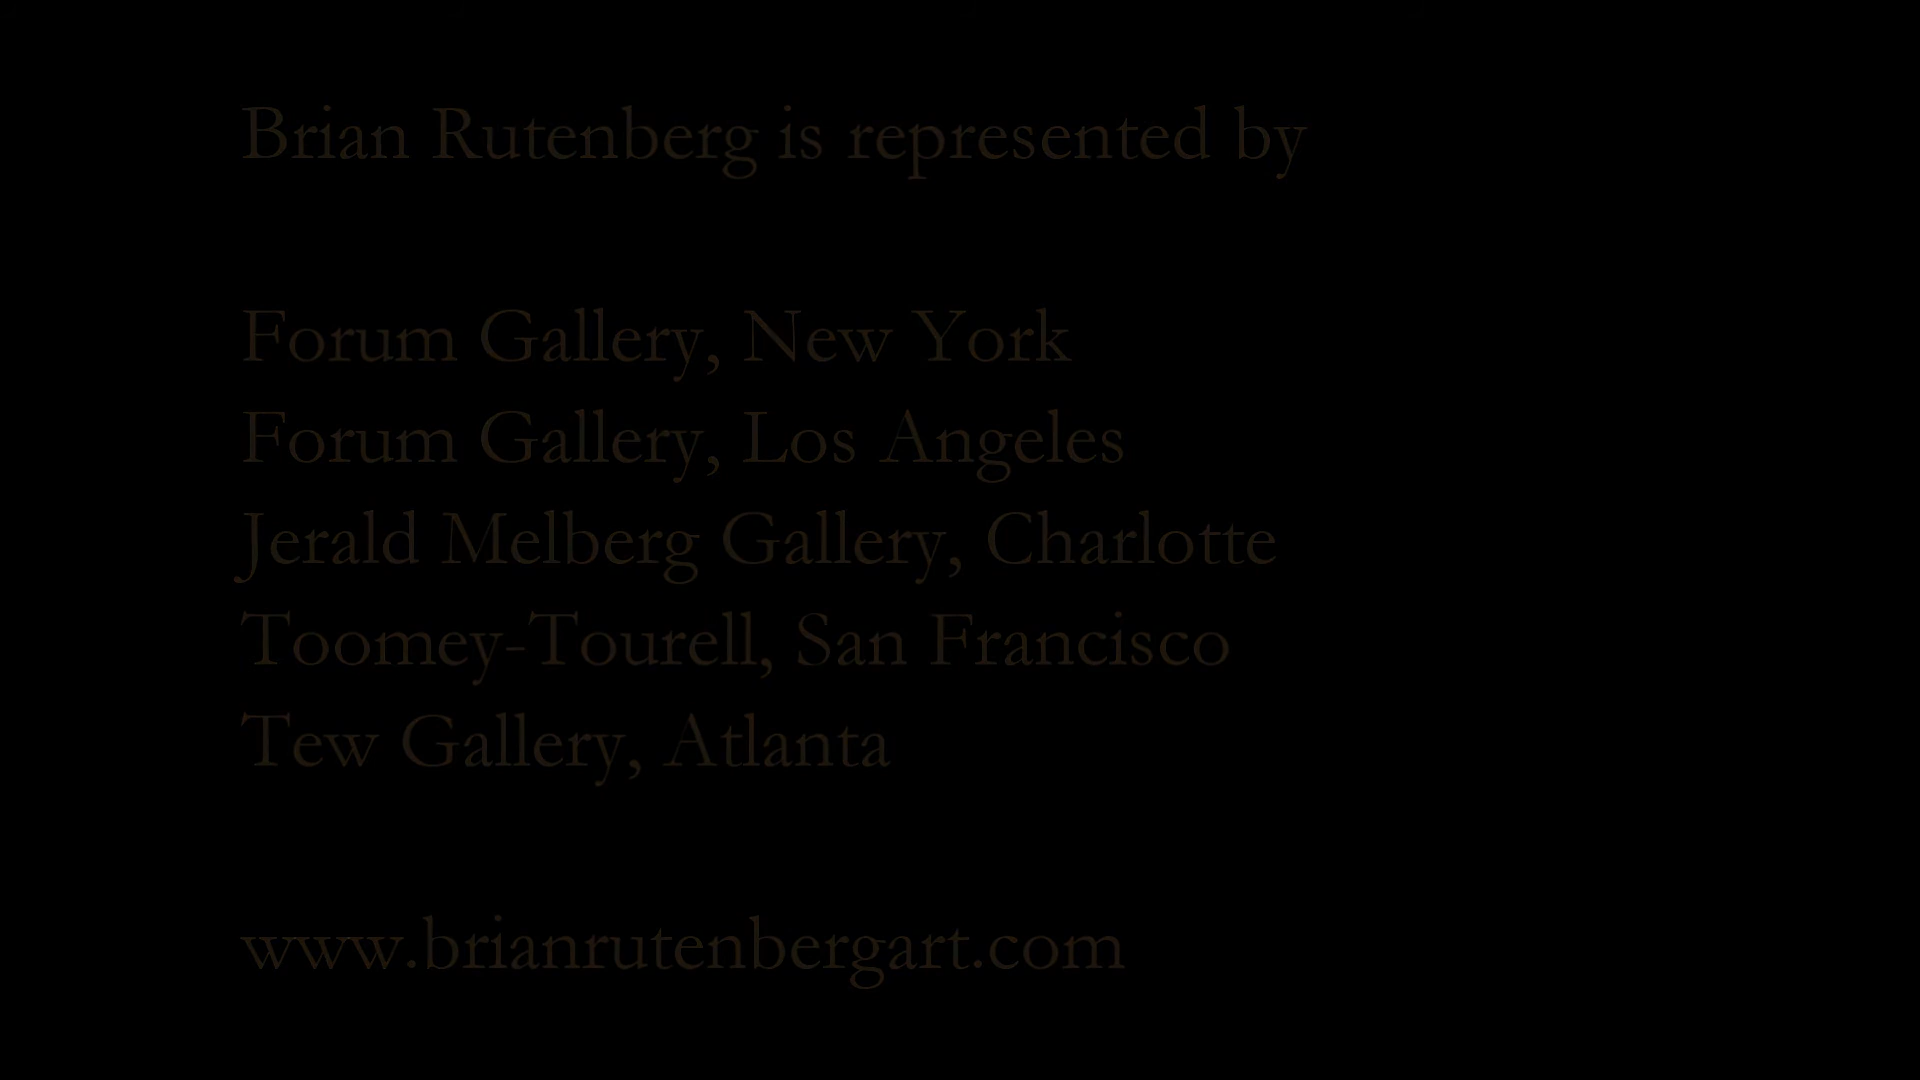 Brian Rutenberg is represented by
Forum Gallery, New York
Forum Gallery, Los Angeles
Jerald Melberg Gallery, Charlotte
Toomey-Tourell, San Francisco
Tew Gallery, Atlanta
www.brianrutenbergart.com